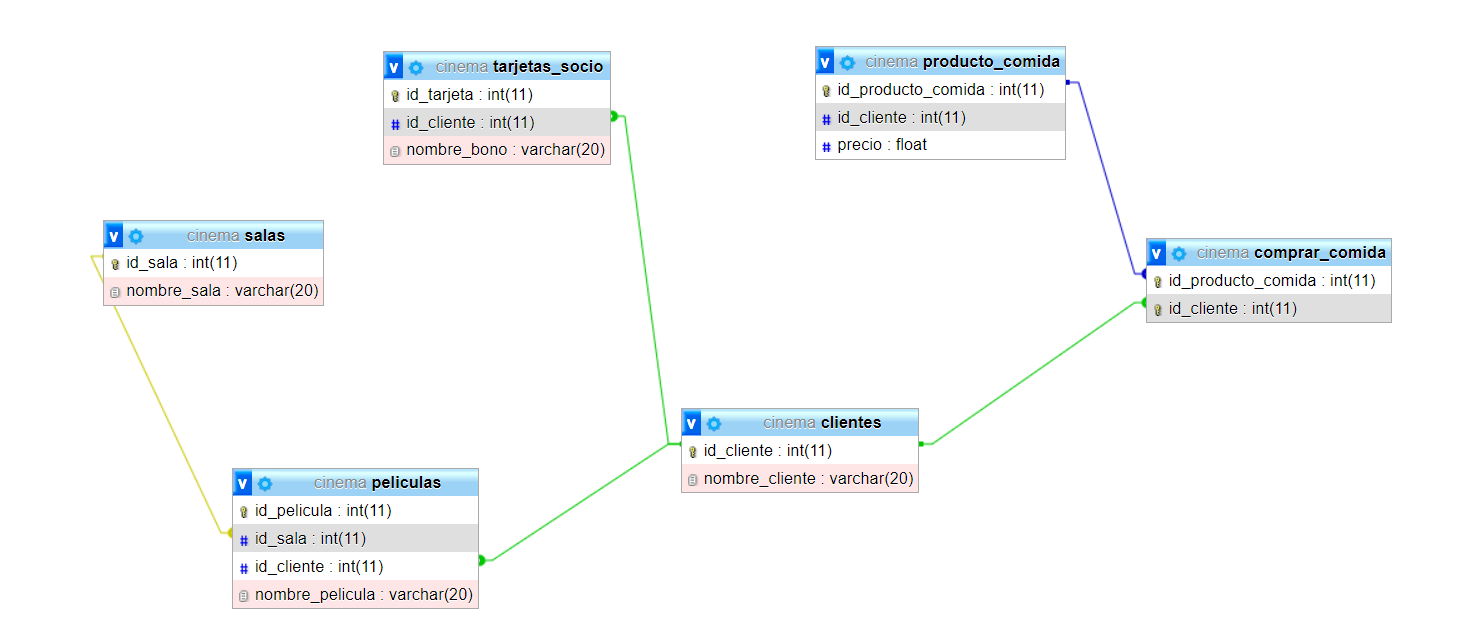 cinema tarjetas_socio
id_tarjeta : int(11)
id_cliente : int(11)
nombre_bono : varchar(20)
cinema producto_comida
id_producto_comida : int(11)
id_cliente : int(11)
precio : float
cinema salas
id_sala : int(11)
nombre_sala : varchar(20)
cinema comprar_comida
id_producto_comida : int(11)
id_cliente : int(11)
cinema clientes
id_cliente : int(11)
nombre_cliente : varchar(20)
cinema peliculas
id_pelicula : int(11)
id_sala : int(11)
id_cliente : int(11)
nombre_pelicula : varchar(20)